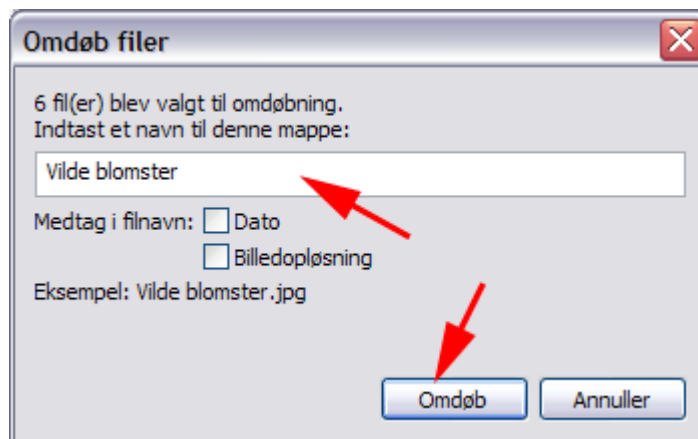 Omdøb filer
6 fil(er) blev valgt til omdøbning.
Indtast et navn til denne mappe:
Vilde blomster
Medtag i filnavn: Dato
Billedopløsning
Eksempel: Vilde blomster.jpg
Omdøb Annuller